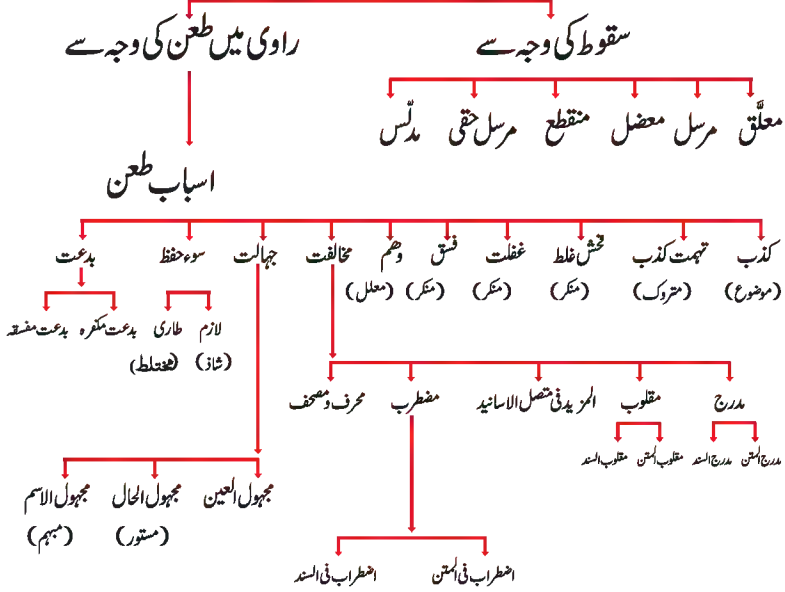 سقوط کی وجہ سے
راوی میں طعن کی وجہ سے
معلَّق
مرسل
معضل
منقطع
مرسل حقی
مدلّس
اسباب طعن
کذب
(موضوع)
تہمت کذب
(متروک)
فحش غلط
(منکر)
غفلت
(منکر)
فسق
(منکر)
وھم
(معلل)
مخالفت
جہالت
سوء حفظ
بدعت
لازم
(شاذ)
طاری
(مختلط)
بدعت مکفرہ
بدعت مفسقہ
مدرج
مقلوب
المزید فی متصل الاسانید
مضطرب
محرف و مصحف
مدرج المتن
مدرج السند
مقلوب المتن
مقلوب السند
مجہول العین
مجہول الحال
(مستور)
مجہول الاسم
(مبہم)
اضطراب فی المتن
اضطراب فی السند